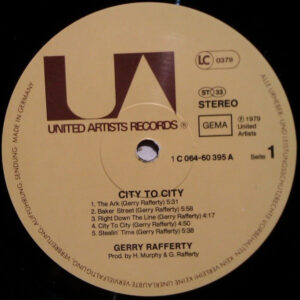 MADE IN GERMANY
UA
UNITED ARTISTS RECORDS ®
LC 0379
ST 33
STEREO
GEMA
℗ 1979
United
Artists
1 C 064-60 395 A
Seite 1
CITY TO CITY
1. The Ark (Gerry Rafferty) 5:31
2. Baker Street (Gerry Rafferty) 5:58
3. Right Down The Line (Gerry Rafferty) 4:17
4. City To City (Gerry Rafferty)
5. Stealin' Time (Gerry Rafferty) 5:38
GERRY RAFFERTY
Prod. by H. Murphy & G. Rafferty